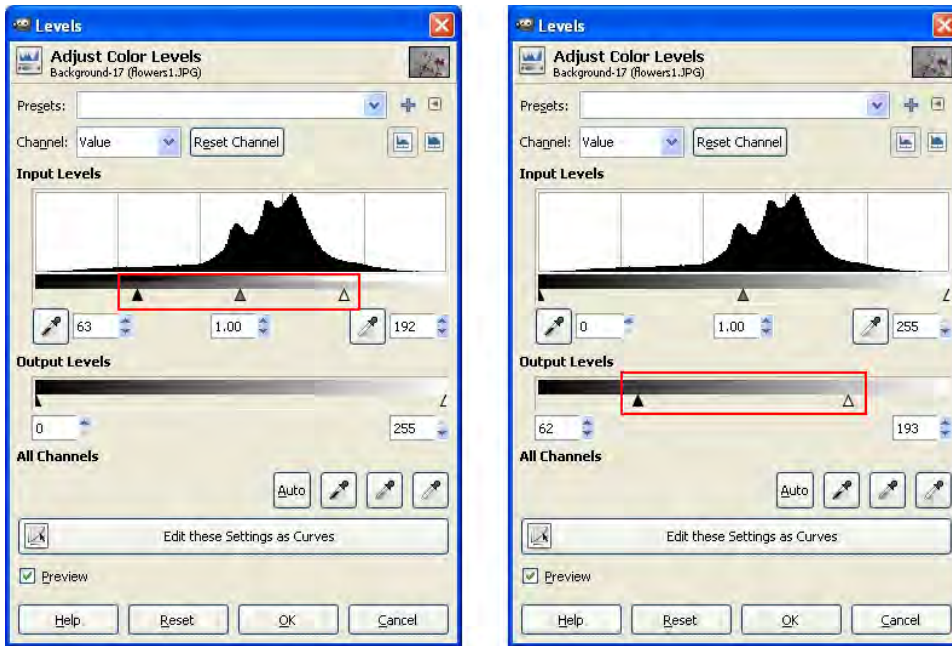 Levels
Adjust Color Levels
Background-17 (flowers1.JPG)
Presets:
Channel: Value Reset Channel
Input Levels
63 1.00 192
Output Levels
0 255
All Channels
Auto
Edit these Settings as Curves
Preview
Help Reset OK Cancel
Levels
Adjust Color Levels
Background-17 (flowers1.JPG)
Presets:
Channel: Value Reset Channel
Input Levels
0 1.00 255
Output Levels
62 193
All Channels
Auto
Edit these Settings as Curves
Preview
Help Reset OK Cancel